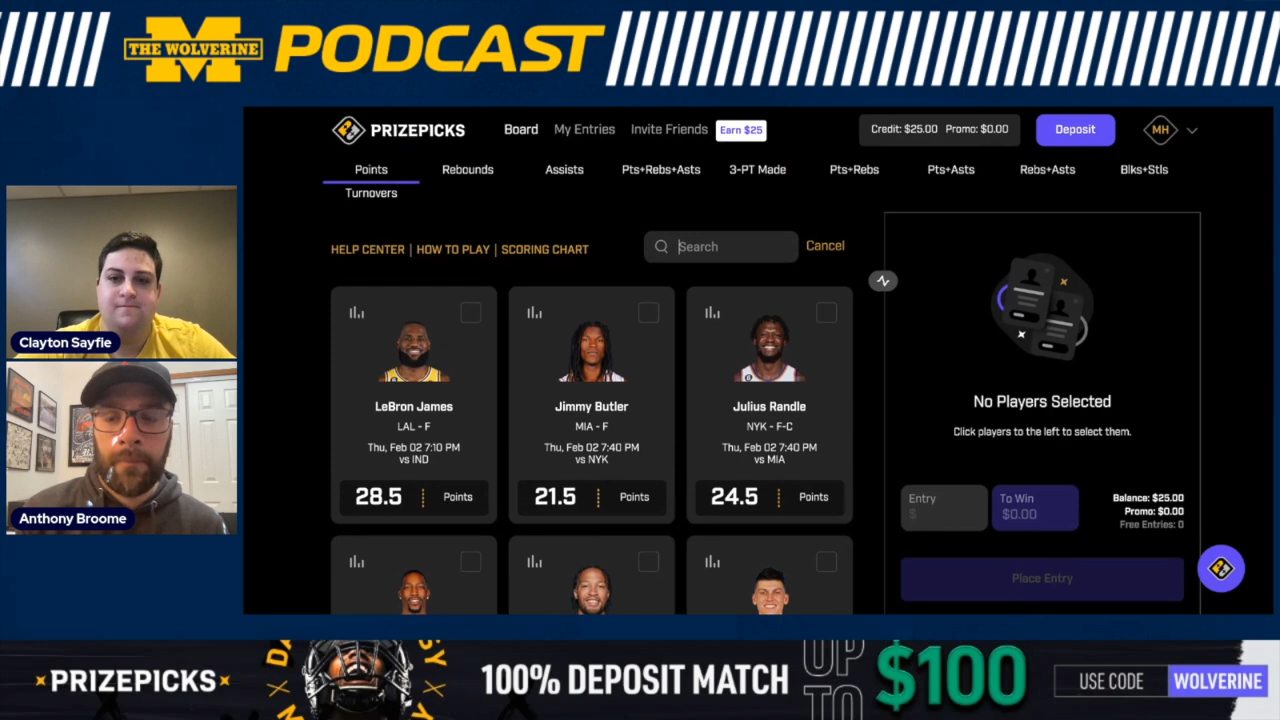 THE WOLVERINE
PODCAST
PRIZEPICKS
Board
My Entries
Invite Friends
Earn $25
Credit: $25.00 Promo: $0.00
Deposit
MH
Points
Rebounds
Assists
Pts+Rebs+Asts
3-PT Made
Pts+Rebs
Pts+Asts
Rebs+Asts
Blks+Stls
Turnovers
HELP CENTER | HOW TO PLAY | SCORING CHART
Search
Cancel
LeBron James
LAL - F
Thu, Feb 02 7:10 PM
vs IND
28.5
Points
Jimmy Butler
MIA - F
Thu, Feb 02 7:40 PM
vs NYK
21.5
Points
Julius Randle
NYK - F-C
Thu, Feb 02 7:40 PM
vs MIA
24.5
Points
No Players Selected
Click players to the left to select them.
Entry
$
To Win
$0.00
Balance: $25.00
Promo: $0.00
Free Entries: 0
Place Entry
Clayton Sayfie
Anthony Broome
PRIZEPICKS
100% DEPOSIT MATCH
UP
TO
$100
USE CODE
WOLVERINE